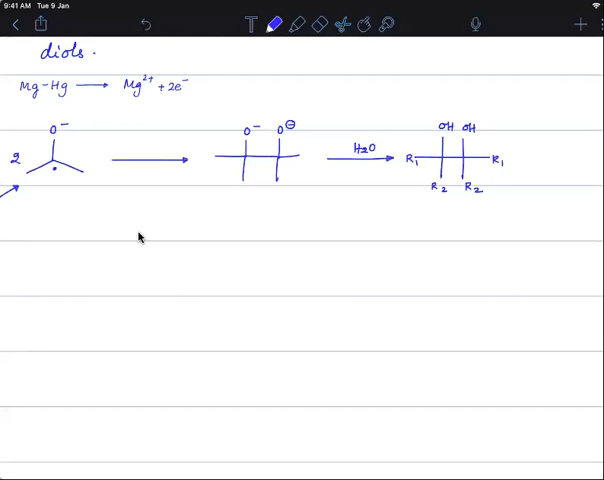 9:41 AM Tue 9 Jan
diols.
Mg-Hg ⟶ Mg²⁺ + 2e⁻
O⁻ O⁻ O⊖ OH OH
2 ⟶ H₂O ⟶ R₁ R₁
R₂ R₂